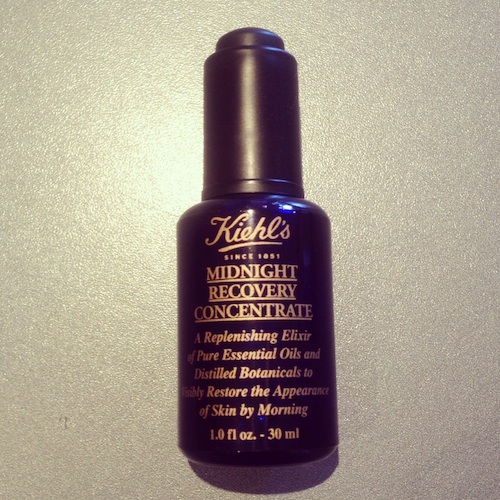 Kiehl's
SINCE 1851
MIDNIGHT
RECOVERY
CONCENTRATE
A Replenishing Elixir
of Pure Essential Oils and
Distilled Botanicals to
Visibly Restore the Appearance
of Skin by Morning
1.0 fl oz. - 30 ml